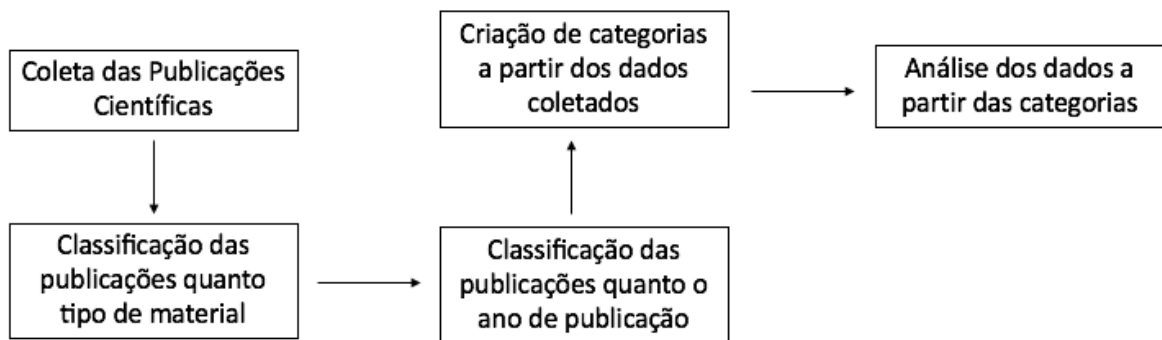 Coleta das Publicações
Científicas
Classificação das
publicações quanto
tipo de material
Classificação das
publicações quanto o
ano de publicação
Criação de categorias
a partir dos dados
coletados
Análise dos dados a
partir das categorias